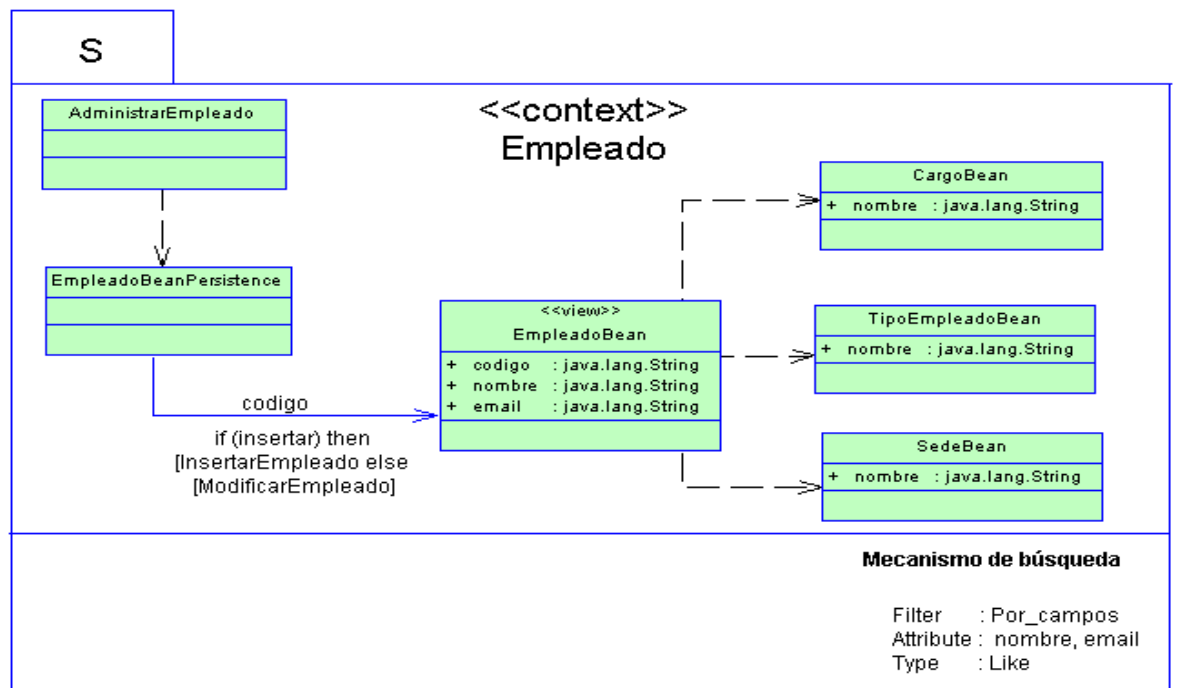 S
<<context>>
Empleado
AdministrarEmpleado
EmpleadoBeanPersistence
codigo
if (insertar) then
[InsertarEmpleado else
[ModificarEmpleado]
<<view>>
EmpleadoBean
+ codigo : java.lang.String
+ nombre : java.lang.String
+ email : java.lang.String
CargoBean
+ nombre : java.lang.String
TipoEmpleadoBean
+ nombre : java.lang.String
SedeBean
+ nombre : java.lang.String
Mecanismo de búsqueda
Filter : Por_campos
Attribute : nombre, email
Type : Like